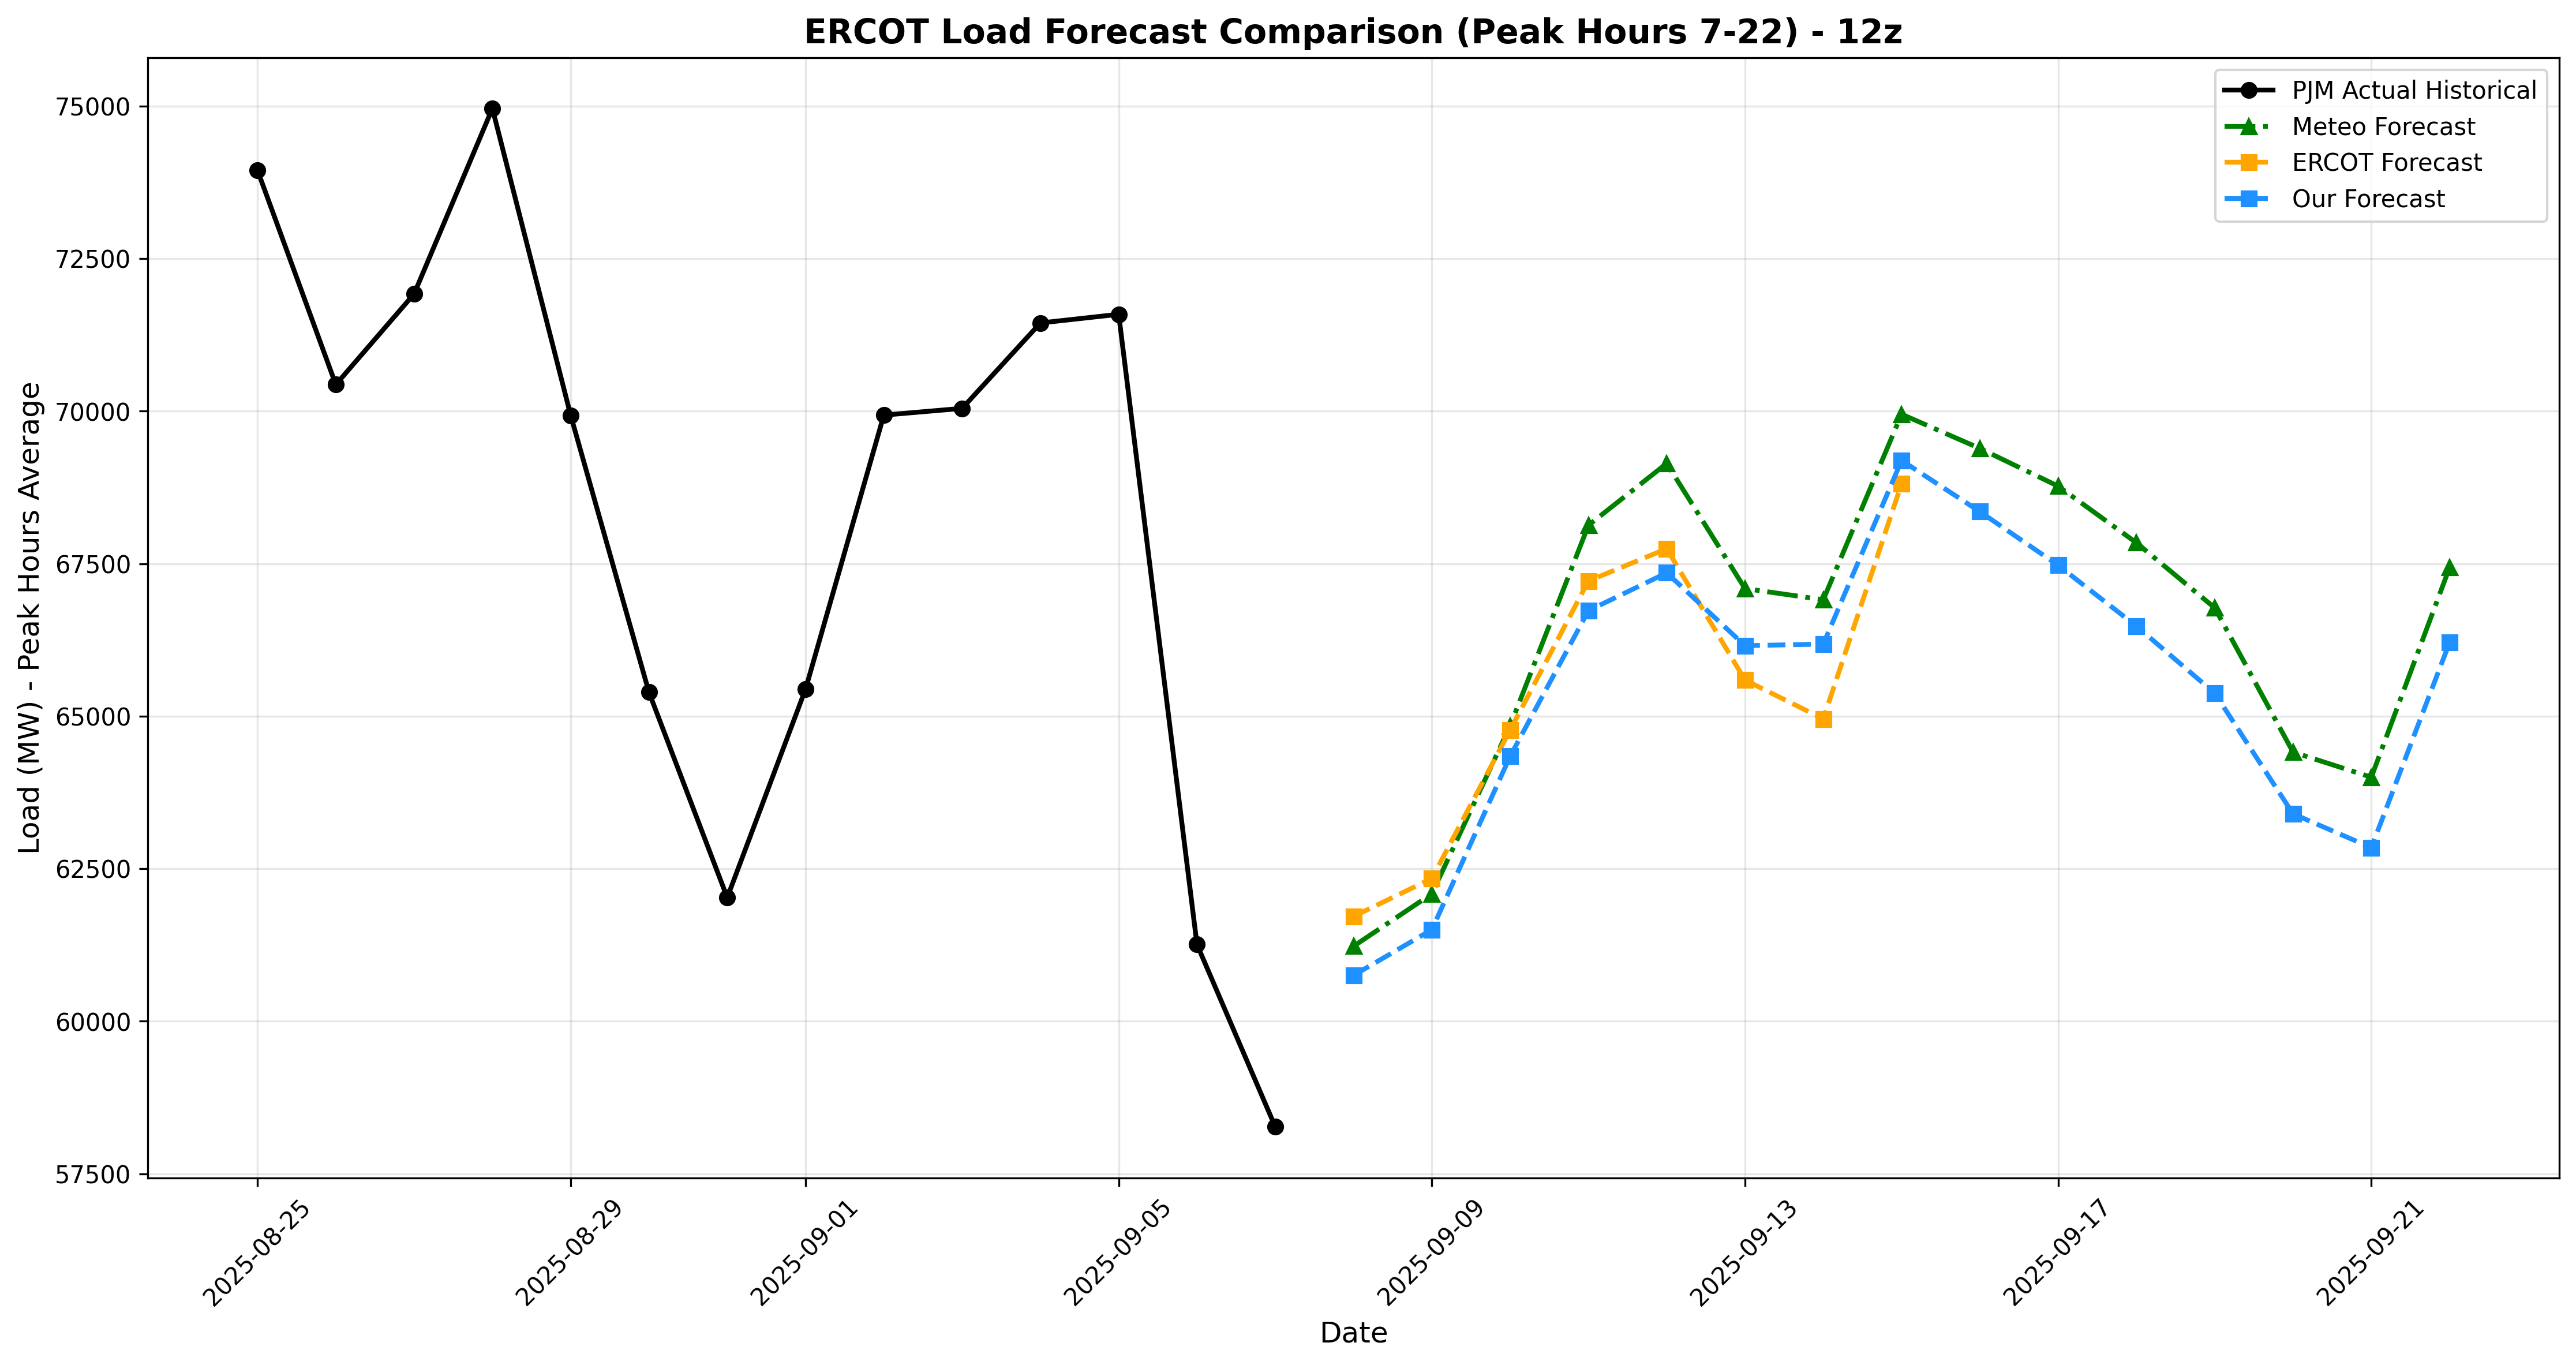 ERCOT Load Forecast Comparison (Peak Hours 7-22) - 12z
PJM Actual Historical
Meteo Forecast
ERCOT Forecast
Our Forecast
Load (MW) - Peak Hours Average
75000
72500
70000
67500
65000
62500
60000
57500
2025-08-25
2025-08-29
2025-09-01
2025-09-05
2025-09-09
2025-09-13
2025-09-17
2025-09-21
Date